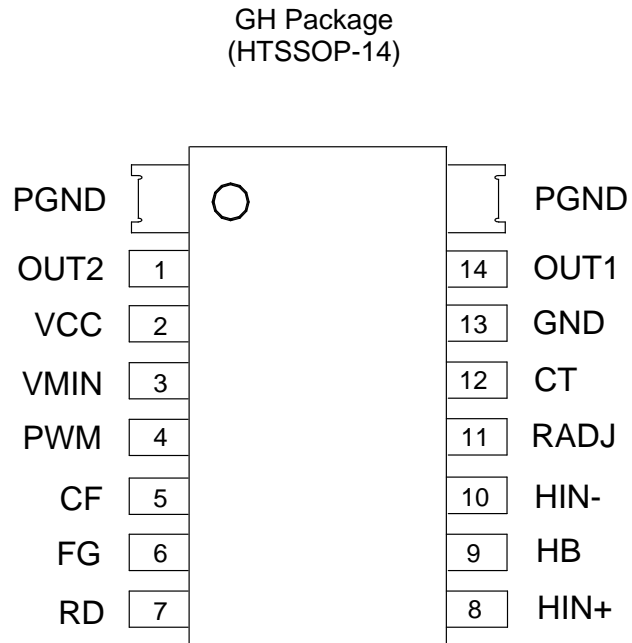 GH Package
(HTSSOP-14)
PGND PGND
OUT2 1 14 OUT1
VCC 2 13 GND
VMIN 3 12 CT
PWM 4 11 RADJ
CF 5 10 HIN-
FG 6 9 HB
RD 7 8 HIN+